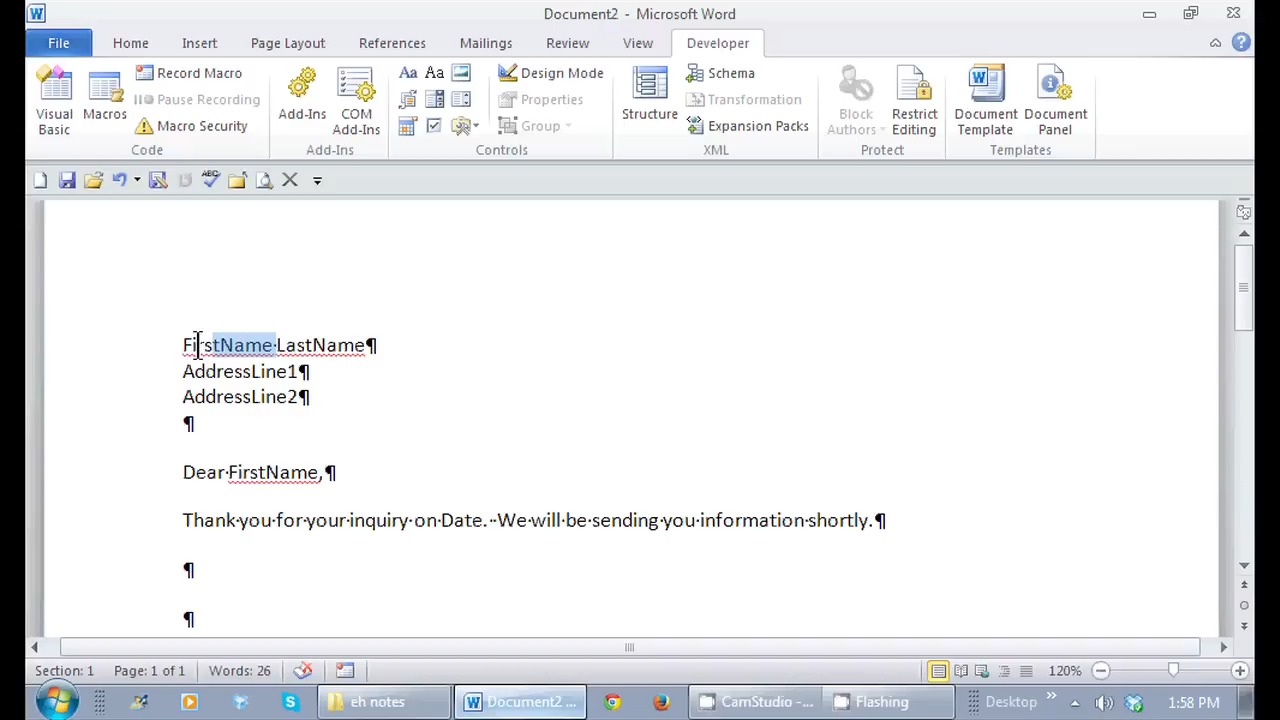 Document2 - Microsoft Word
File Home Insert Page Layout References Mailings Review View Developer
Visual Basic
Macros
Record Macro
Pause Recording
Macro Security
Code
Add-Ins
COM Add-Ins
Add-Ins
Aa Aa
Design Mode
Properties
Group
Controls
Structure
Schema
Transformation
Expansion Packs
XML
Block Authors
Restrict Editing
Protect
Document Template
Document Panel
Templates
ABC
FirstName·LastName¶
AddressLine1¶
AddressLine2¶
¶
Dear·FirstName,¶
Thank·you·for·your·inquiry·on·Date.··We·will·be·sending·you·information·shortly.¶
¶
¶
Section: 1 Page: 1 of 1 Words: 26 120%
eh notes Document2 ... CamStudio -... Flashing Desktop » 1:58 PM